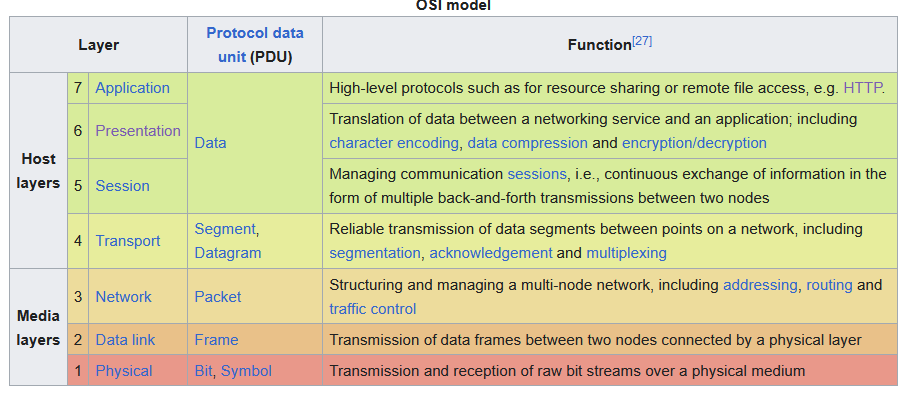 OSI model
Layer
Protocol data
unit (PDU)
Function[27]
Host
layers
7 Application
Data
High-level protocols such as for resource sharing or remote file access, e.g. HTTP.
6 Presentation
Translation of data between a networking service and an application; including
character encoding, data compression and encryption/decryption
5 Session
Managing communication sessions, i.e., continuous exchange of information in the
form of multiple back-and-forth transmissions between two nodes
4 Transport
Segment,
Datagram
Reliable transmission of data segments between points on a network, including
segmentation, acknowledgement and multiplexing
Media
layers
3 Network
Packet
Structuring and managing a multi-node network, including addressing, routing and
traffic control
2 Data link
Frame
Transmission of data frames between two nodes connected by a physical layer
1 Physical
Bit, Symbol
Transmission and reception of raw bit streams over a physical medium